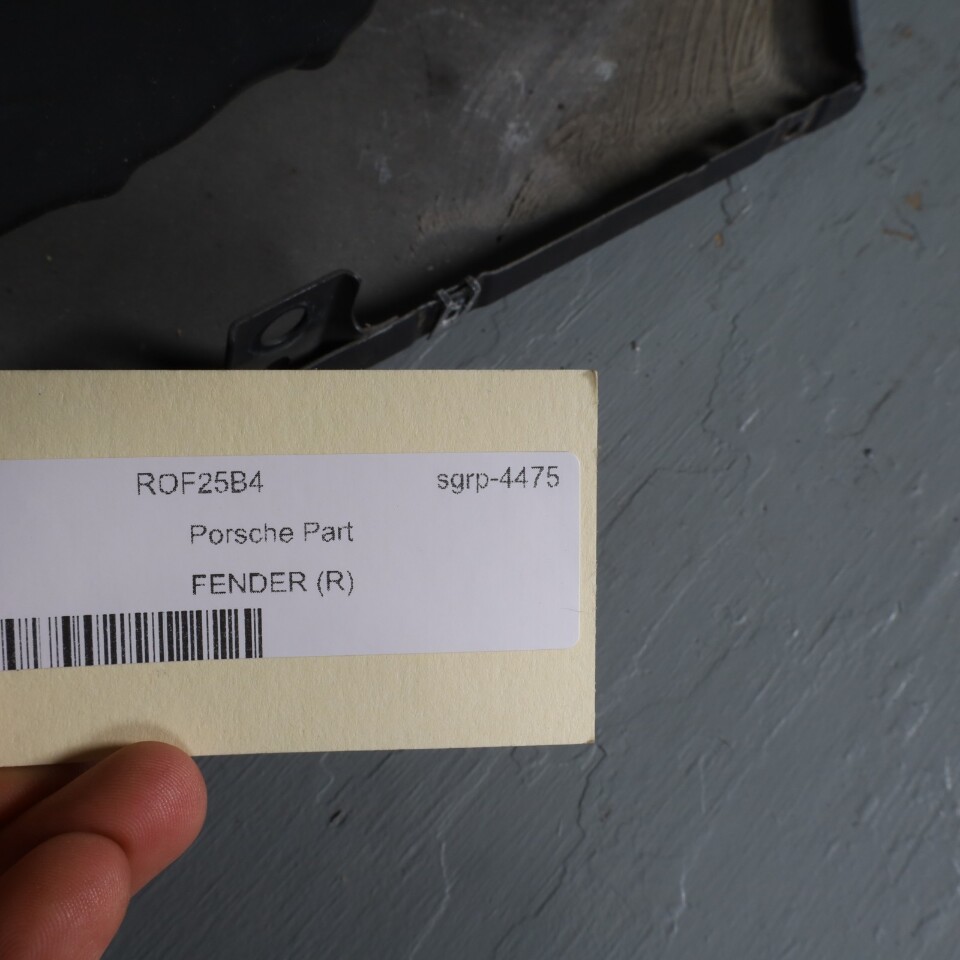 ROF25B4 sgrp-4475
Porsche Part
FENDER (R)